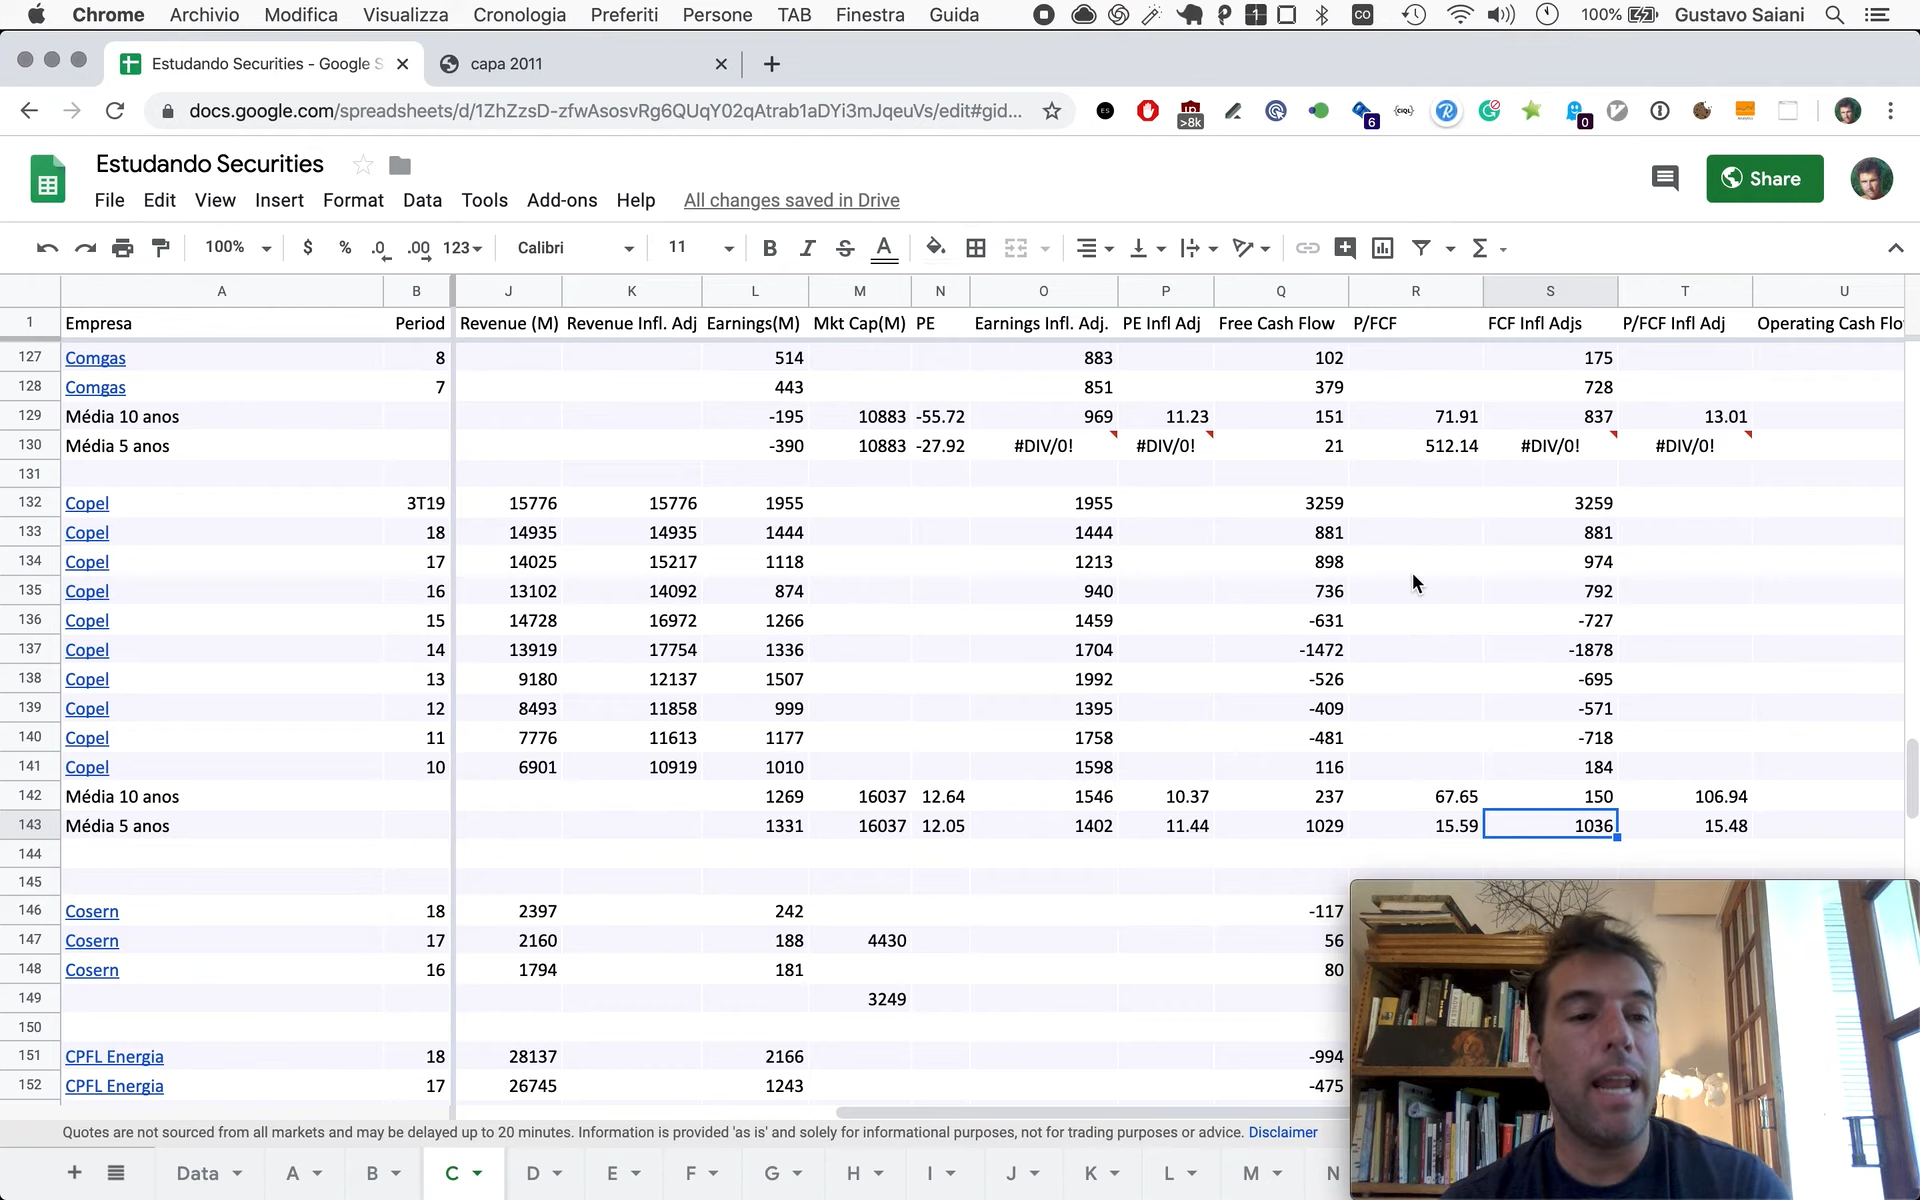 Chrome Archivio Modifica Visualizza Cronologia Preferiti Persone TAB Finestra Guida 100% Gustavo Saiani
Estudando Securities - Google S capa 2011
docs.google.com/spreadsheets/d/1ZhZzsD-zfwAsosvRg6QUqY02qAtrab1aDYi3mJqeuVs/edit#gid...
Estudando Securities
Share
File Edit View Insert Format Data Tools Add-ons Help All changes saved in Drive
100% $ % .0 .00 123 Calibri 11 B I S A
A B J K L M N O P Q R S T U
1 Empresa Period Revenue (M) Revenue Infl. Adj Earnings(M) Mkt Cap(M) PE Earnings Infl. Adj. PE Infl Adj Free Cash Flow P/FCF FCF Infl Adjs P/FCF Infl Adj Operating Cash Flo
127 Comgas 8 514 883 102 175
128 Comgas 7 443 851 379 728
129 Média 10 anos -195 10883 -55.72 969 11.23 151 71.91 837 13.01
130 Média 5 anos -390 10883 -27.92 #DIV/0! #DIV/0! 21 512.14 #DIV/0! #DIV/0!
131
132 Copel 3T19 15776 15776 1955 1955 3259 3259
133 Copel 18 14935 14935 1444 1444 881 881
134 Copel 17 14025 15217 1118 1213 898 974
135 Copel 16 13102 14092 874 940 736 792
136 Copel 15 14728 16972 1266 1459 -631 -727
137 Copel 14 13919 17754 1336 1704 -1472 -1878
138 Copel 13 9180 12137 1507 1992 -526 -695
139 Copel 12 8493 11858 999 1395 -409 -571
140 Copel 11 7776 11613 1177 1758 -481 -718
141 Copel 10 6901 10919 1010 1598 116 184
142 Média 10 anos 1269 16037 12.64 1546 10.37 237 67.65 150 106.94
143 Média 5 anos 1331 16037 12.05 1402 11.44 1029 15.59 1036 15.48
144
145
146 Cosern 18 2397 242 -117
147 Cosern 17 2160 188 4430 56
148 Cosern 16 1794 181 80
149 3249
150
151 CPFL Energia 18 28137 2166 -994
152 CPFL Energia 17 26745 1243 -475
Quotes are not sourced from all markets and may be delayed up to 20 minutes. Information is provided 'as is' and solely for informational purposes, not for trading purposes or advice. Disclaimer
Data A B C D E F G H I J K L M N